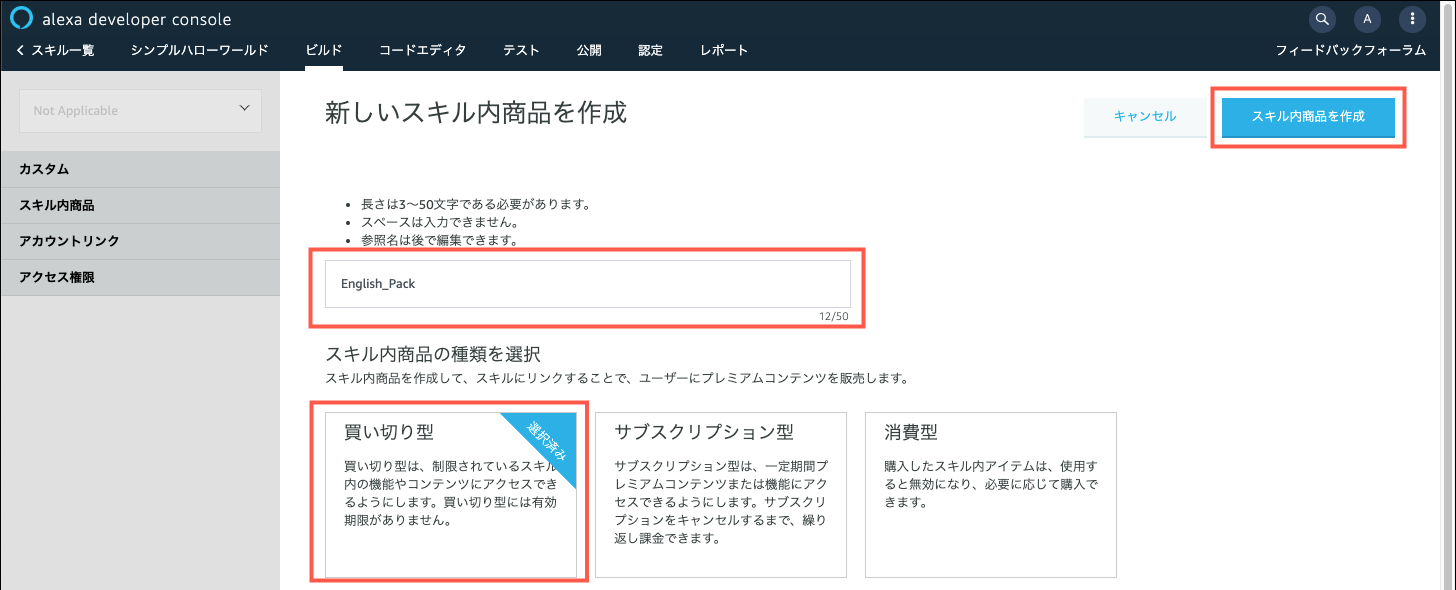 alexa developer console
A
スキル一覧 シンプルハローワールド ビルド コードエディタ テスト 公開 認定 レポート フィードバックフォーラム
Not Applicable
カスタム
スキル内商品
アカウントリンク
アクセス権限
新しいスキル内商品を作成
キャンセル
スキル内商品を作成
• 長さは3〜50文字である必要があります。
• スペースは入力できません。
• 参照名は後で編集できます。
English_Pack
12/50
スキル内商品の種類を選択
スキル内商品を作成して、スキルにリンクすることで、ユーザーにプレミアムコンテンツを販売します。
買い切り型
選択済み
買い切り型は、制限されているスキル
内の機能やコンテンツにアクセスでき
るようにします。買い切り型には有効
期限がありません。
サブスクリプション型
サブスクリプション型は、一定期間プ
レミアムコンテンツまたは機能にアク
セスできるようにします。サブスクリ
プションをキャンセルするまで、繰り
返し課金できます。
消費型
購入したスキル内アイテムは、使用す
ると無効になり、必要に応じて購入で
きます。